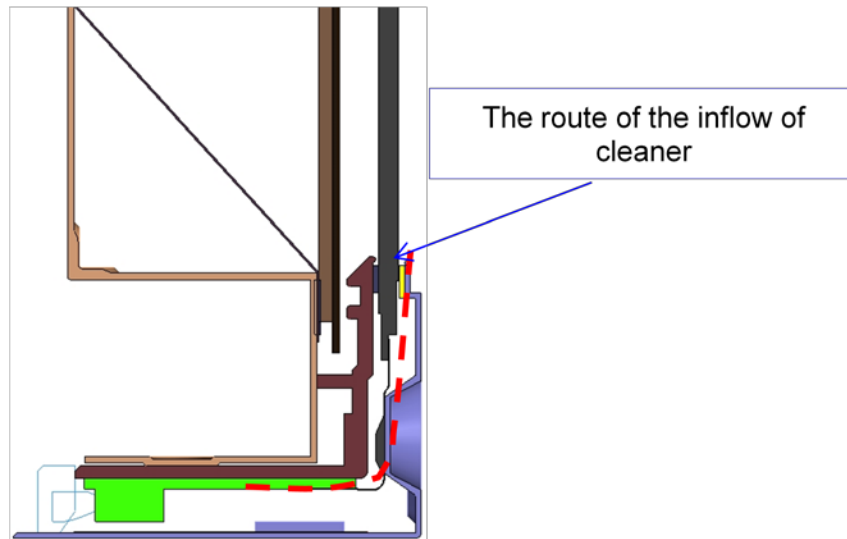 The route of the inflow of
cleaner